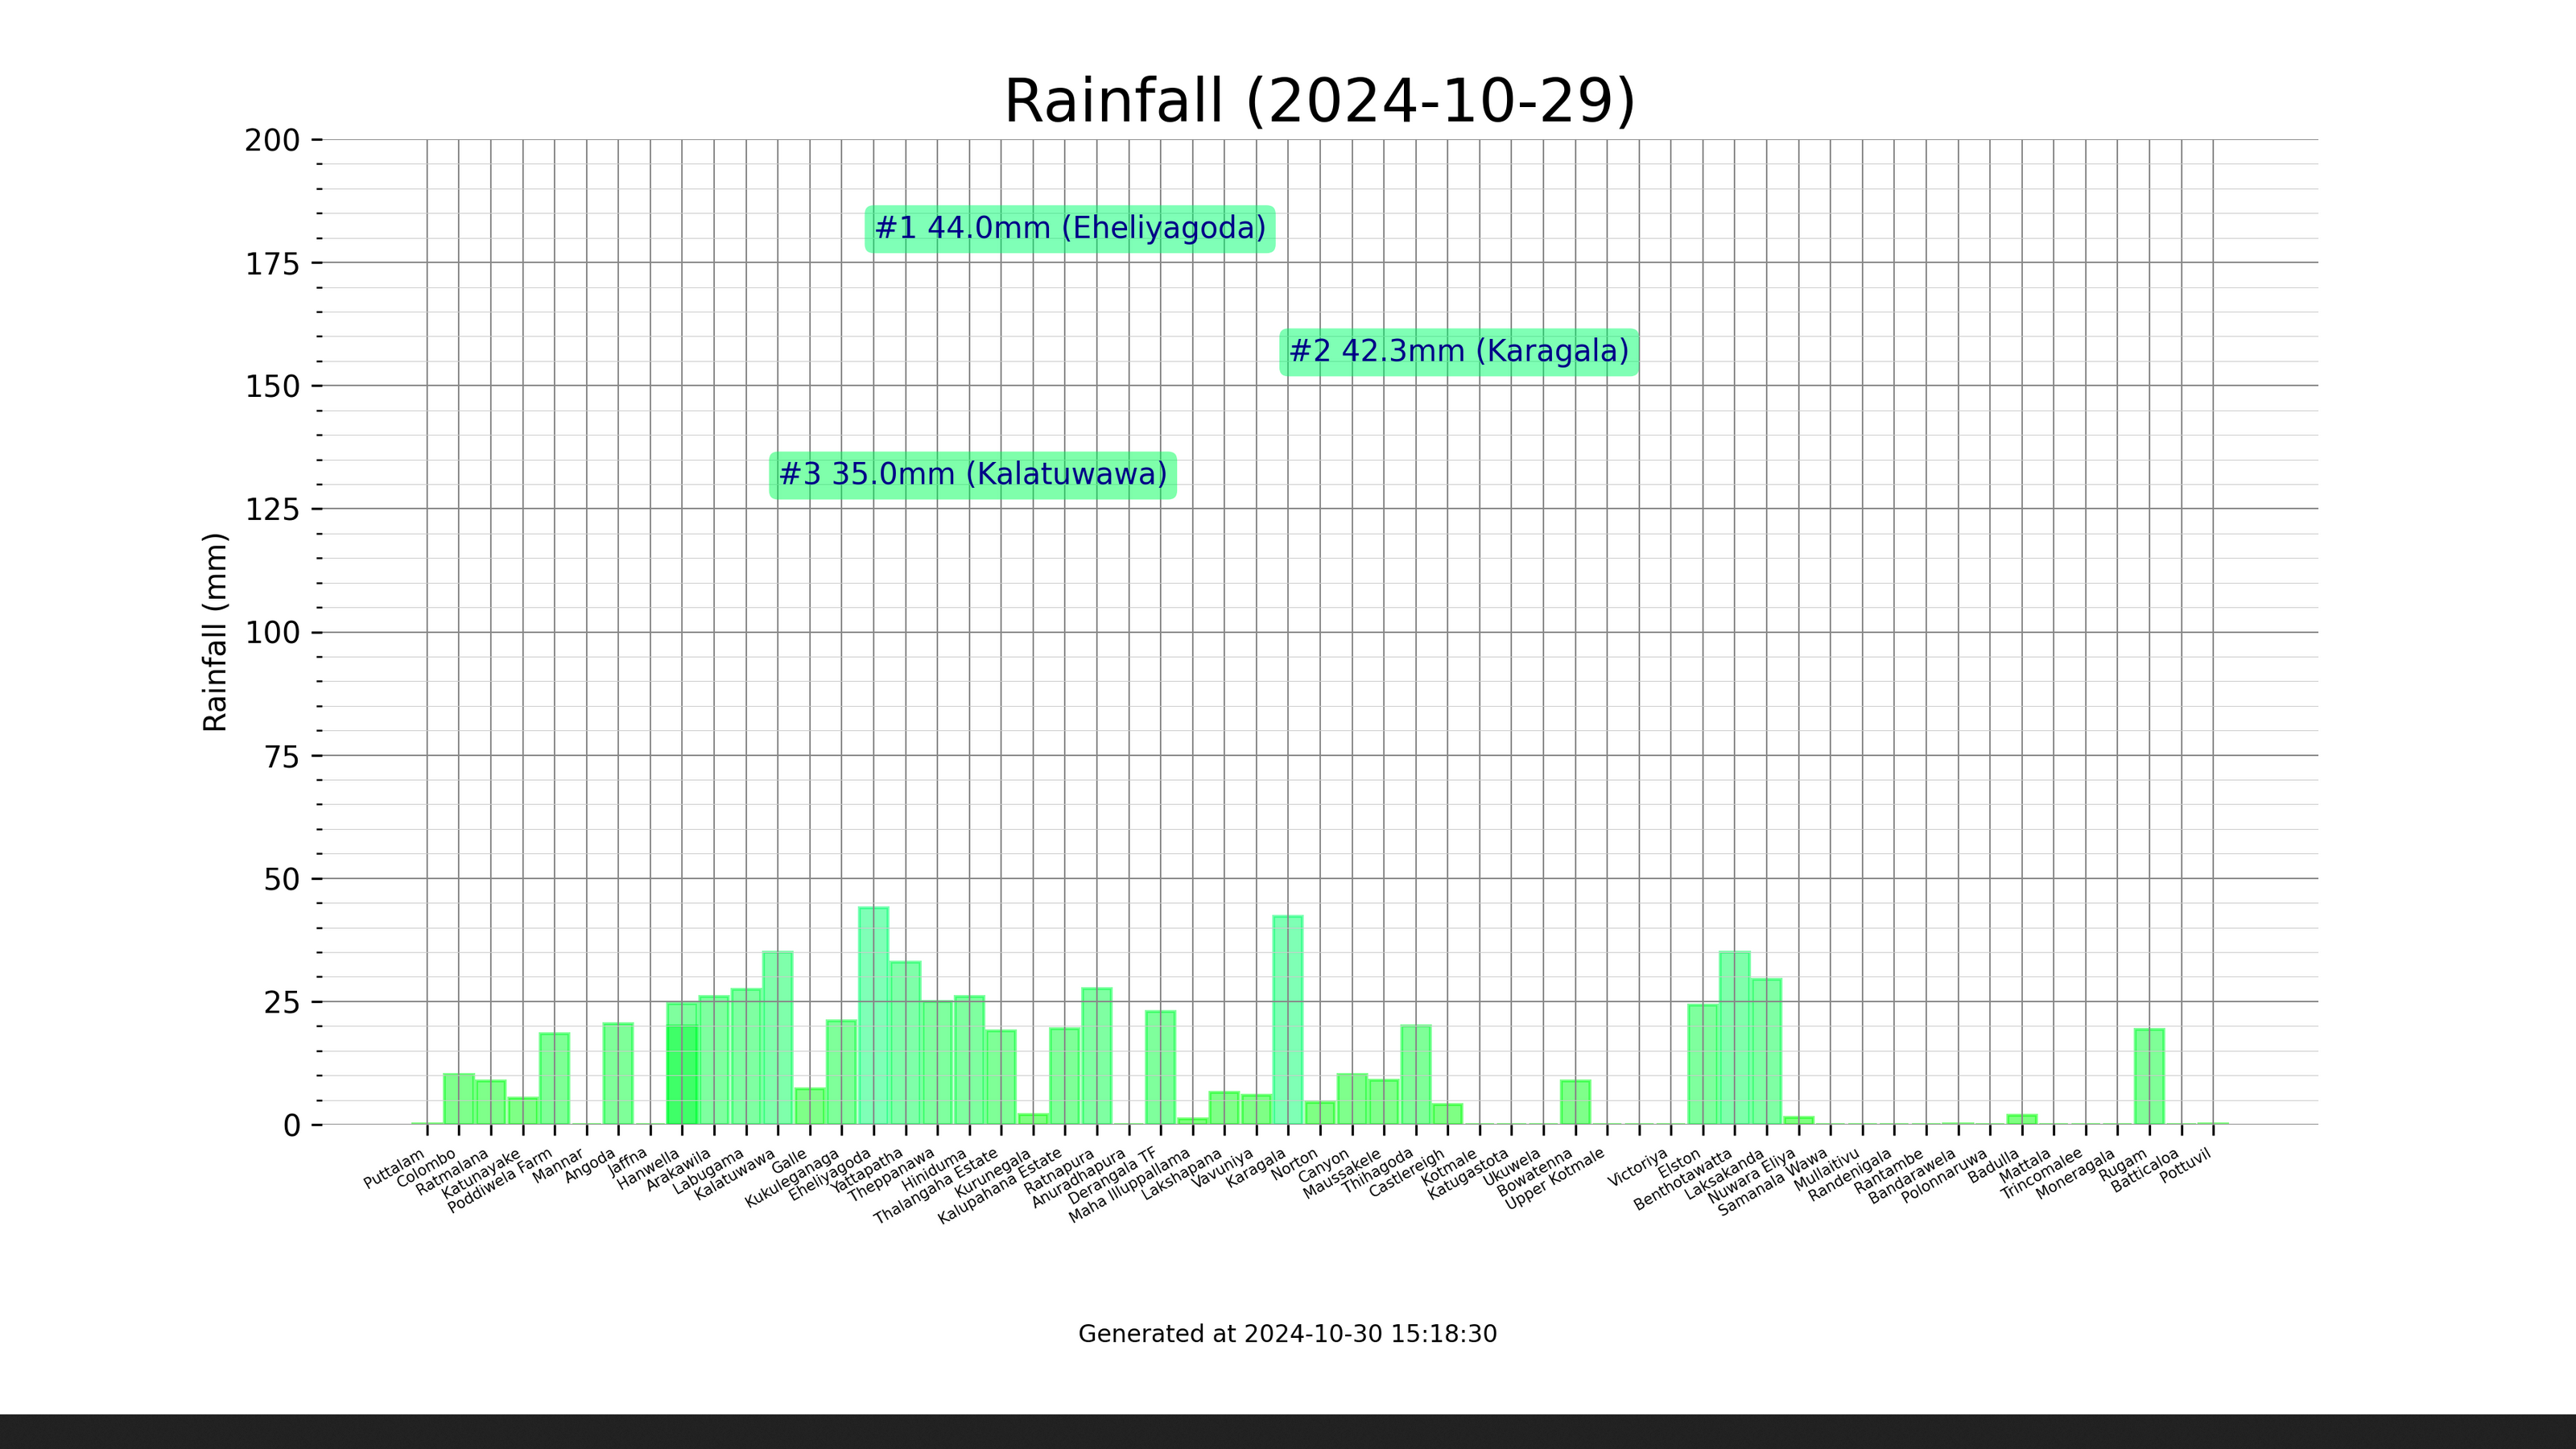 Rainfall (2024-10-29)
200
175
150
125
100
75
50
25
0
Rainfall (mm)
#1 44.0mm (Eheliyagoda)
#2 42.3mm (Karagala)
#3 35.0mm (Kalatuwawa)
Puttalam
Colombo
Ratmalana
Katunayake
Poddiwela Farm
Mannar
Angoda
Jaffna
Hanwella
Arakawila
Labugama
Kalatuwawa
Galle
Kukuleganaga
Eheliyagoda
Yattapatha
Theppanawa
Hiniduma
Thalangaha Estate
Kurunegala
Kalupahana Estate
Ratnapura
Anuradhapura
Derangala TF
Maha Illuppallama
Lakshapana
Vavuniya
Karagala
Norton
Canyon
Maussakele
Thihagoda
Castlereigh
Kotmale
Katugastota
Ukuwela
Bowatenna
Upper Kotmale
Victoriya
Elston
Benthotawatta
Laksakanda
Nuwara Eliya
Samanala Wawa
Mullaitivu
Randenigala
Rantambe
Bandarawela
Polonnaruwa
Badulla
Mattala
Trincomalee
Moneragala
Rugam
Batticaloa
Pottuvil
Generated at 2024-10-30 15:18:30